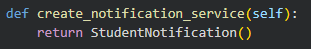 def create_notification_service(self):
    return StudentNotification()